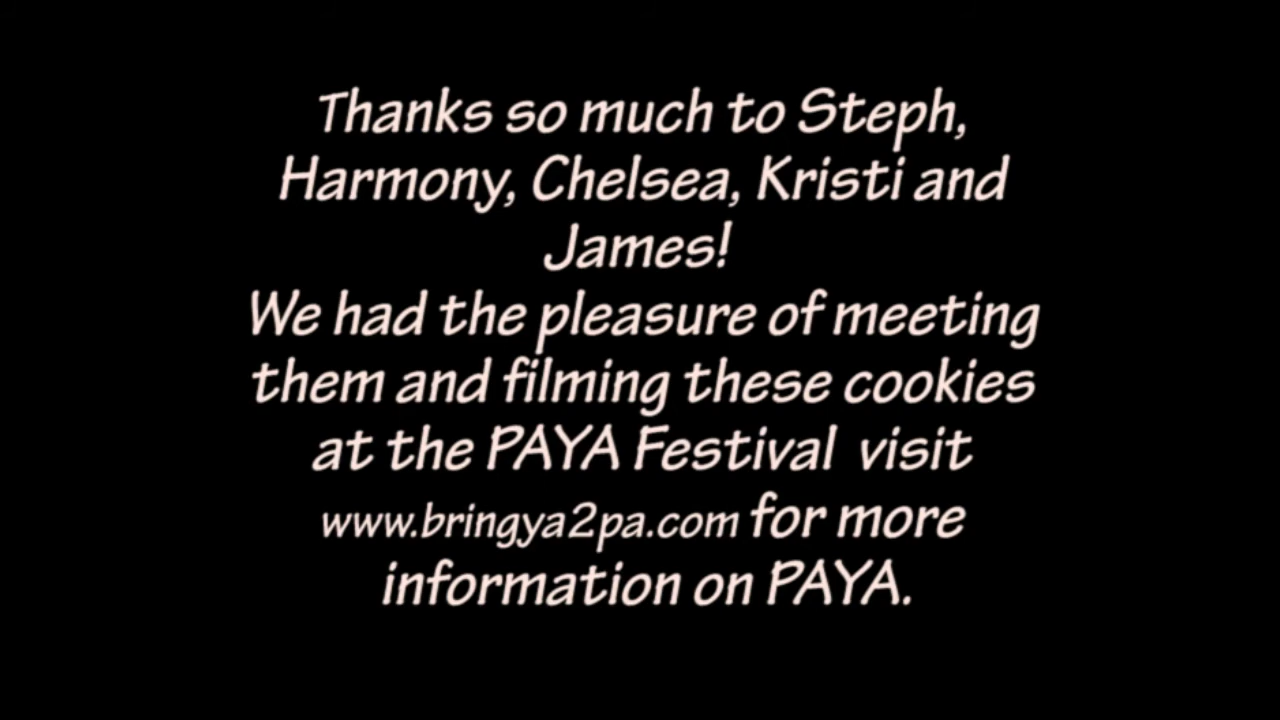 Thanks so much to Steph,
Harmony, Chelsea, Kristi and
James!
We had the pleasure of meeting
them and filming these cookies
at the PAYA Festival  visit
www.bringya2pa.com for more
information on PAYA.